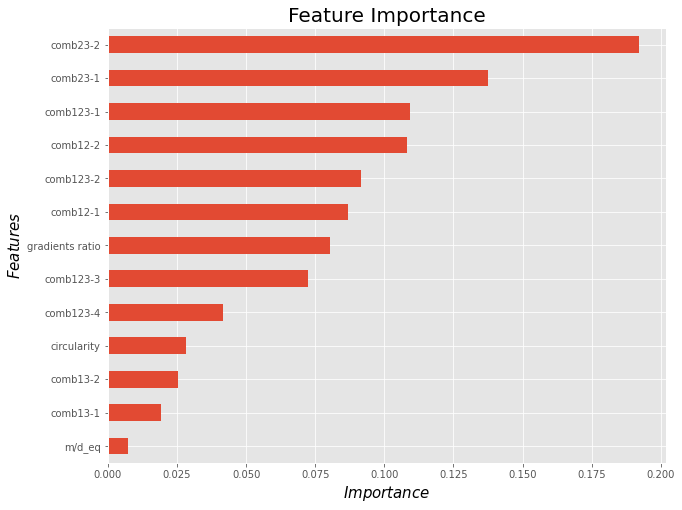 Feature Importance
comb23-2
comb23-1
comb123-1
comb12-2
comb123-2
comb12-1
gradients ratio
comb123-3
comb123-4
circularity
comb13-2
comb13-1
m/d_eq
Features
0.000 0.025 0.050 0.075 0.100 0.125 0.150 0.175 0.200
Importance